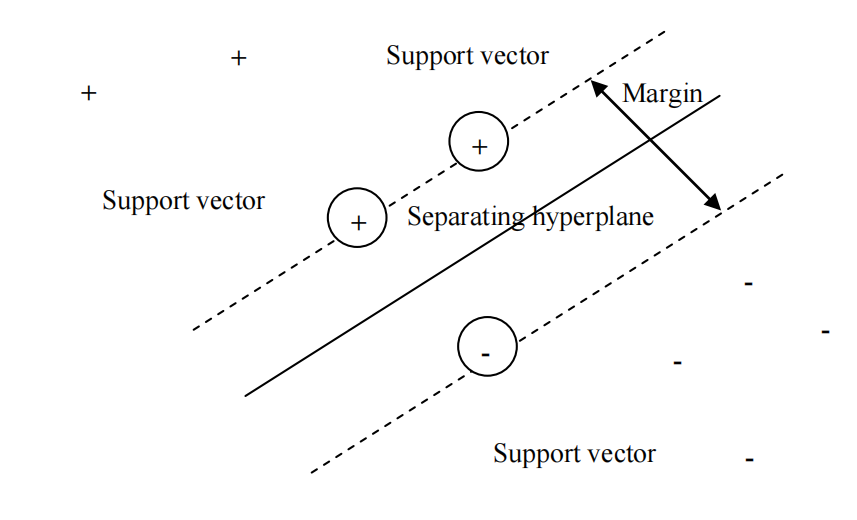 +
Support vector
+
Margin
+
Support vector
+
Separating hyperplane
-
-
-
-
Support vector
-